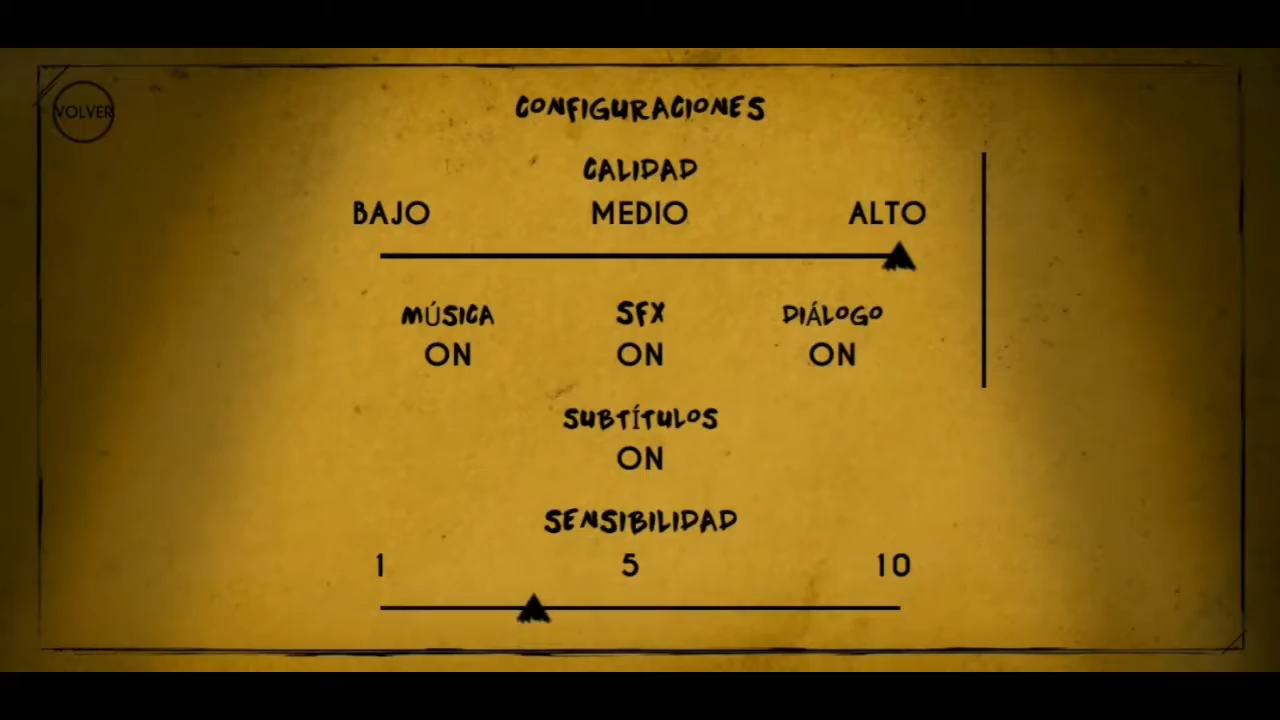 VOLVER
CONFIGURACIONES
CALIDAD
BAJO MEDIO ALTO
MÚSICA SFX DIÁLOGO
ON ON ON
SUBTÍTULOS
ON
SENSIBILIDAD
1 5 10